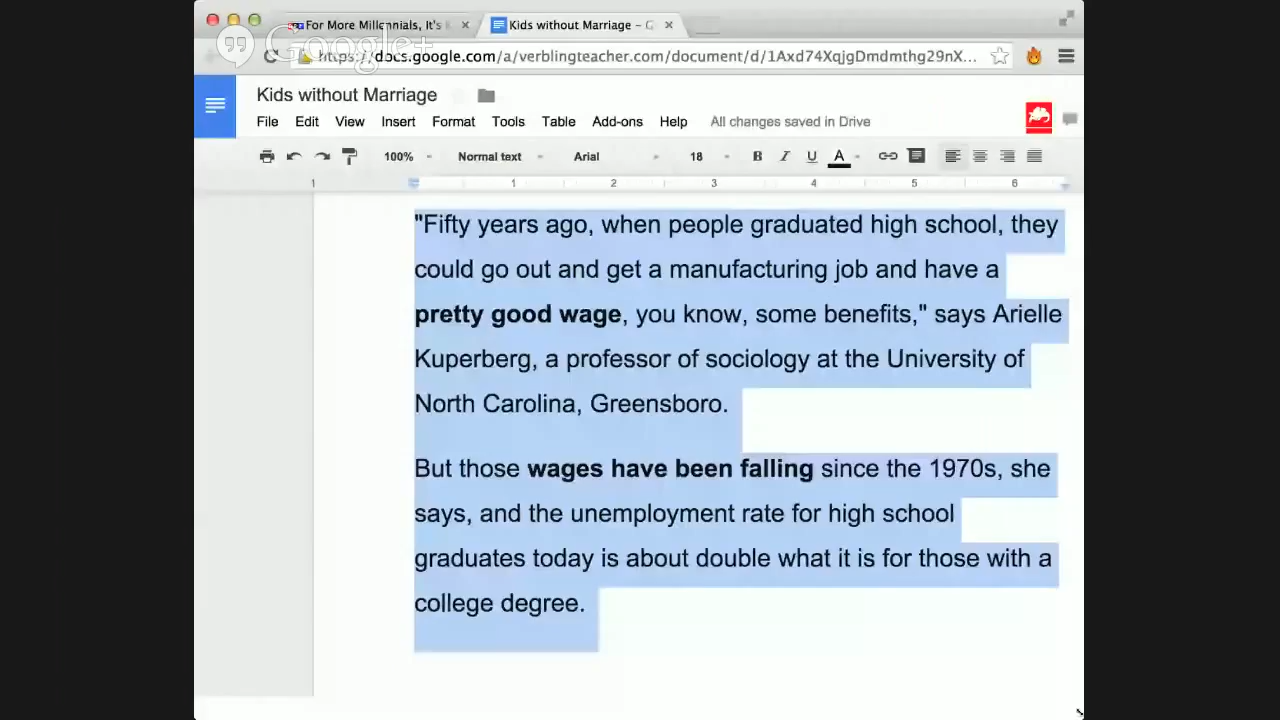 For More Millennials, It's
Kids without Marriage – G
Google+
https://docs.google.com/a/verblingteacher.com/document/d/1Axd74XqjgDmdmthg29nX...
Kids without Marriage
File Edit View Insert Format Tools Table Add-ons Help All changes saved in Drive
100% Normal text Arial 18 B I U A
1 1 2 3 4 5 6
"Fifty years ago, when people graduated high school, they
could go out and get a manufacturing job and have a
pretty good wage, you know, some benefits," says Arielle
Kuperberg, a professor of sociology at the University of
North Carolina, Greensboro.
But those wages have been falling since the 1970s, she
says, and the unemployment rate for high school
graduates today is about double what it is for those with a
college degree.